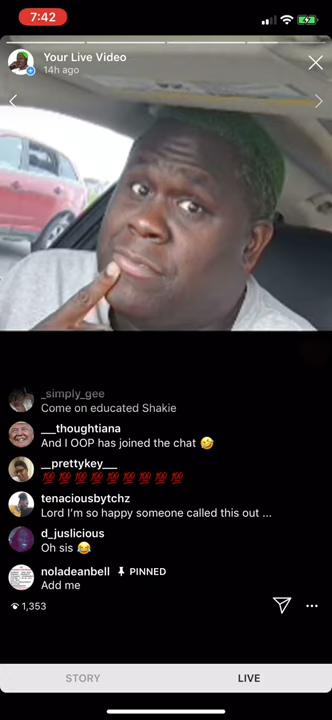 7:42
Your Live Video
14h ago
_simply_gee
Come on educated Shakie
___thoughtiana
And I OOP has joined the chat 🤣
__prettykey___
💯 💯 💯 💯 💯 💯 💯 💯 💯
tenaciousbytchz
Lord I'm so happy someone called this out ...
d_juslicious
Oh sis 😂
noladeanbell PINNED
Add me
1,353
STORY LIVE